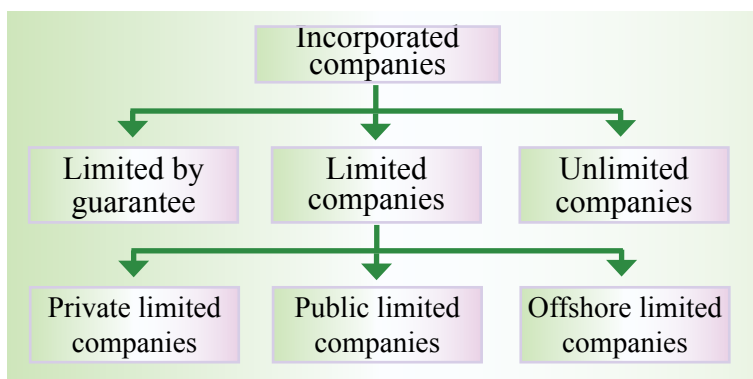 Incorporated
companies
Limited by
guarantee
Limited
companies
Unlimited
companies
Private limited
companies
Public limited
companies
Offshore limited
companies